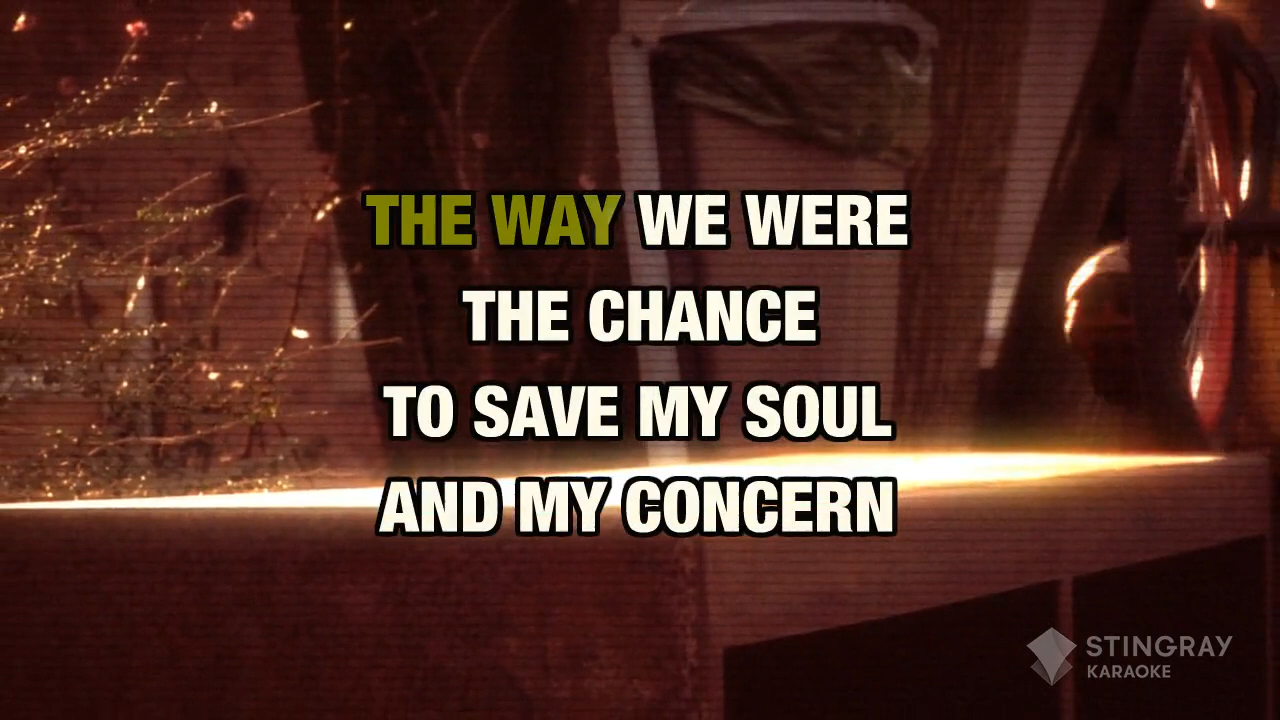 THE WAY WE WERE
THE CHANCE
TO SAVE MY SOUL
AND MY CONCERN
STINGRAY
KARAOKE